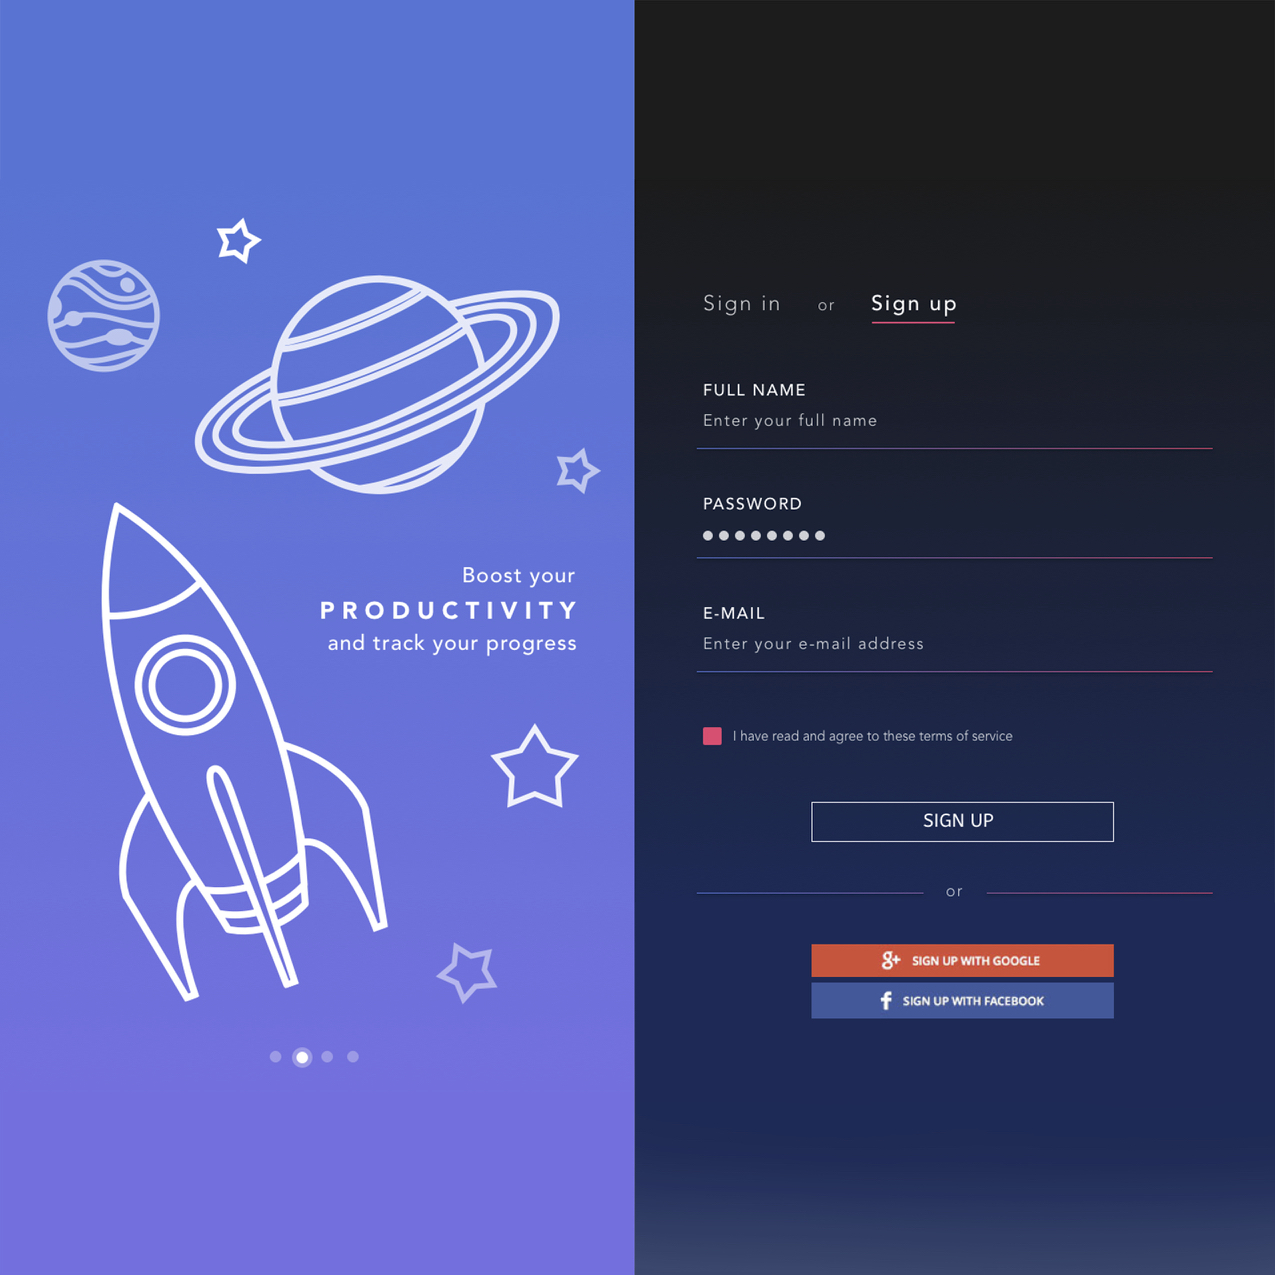 Boost your
PRODUCTIVITY
and track your progress
Sign in or Sign up
FULL NAME
Enter your full name
PASSWORD
E-MAIL
Enter your e-mail address
I have read and agree to these terms of service
SIGN UP
or
g+ SIGN UP WITH GOOGLE
f SIGN UP WITH FACEBOOK